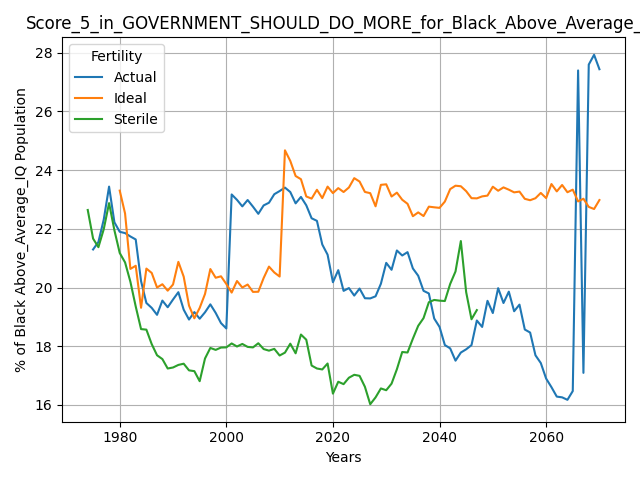 Score_5_in_GOVERNMENT_SHOULD_DO_MORE_for_Black_Above_Average_
28
26
24
22
20
18
16
% of Black Above_Average_IQ Population
Fertility
Actual
Ideal
Sterile
1980
2000
2020
2040
2060
Years